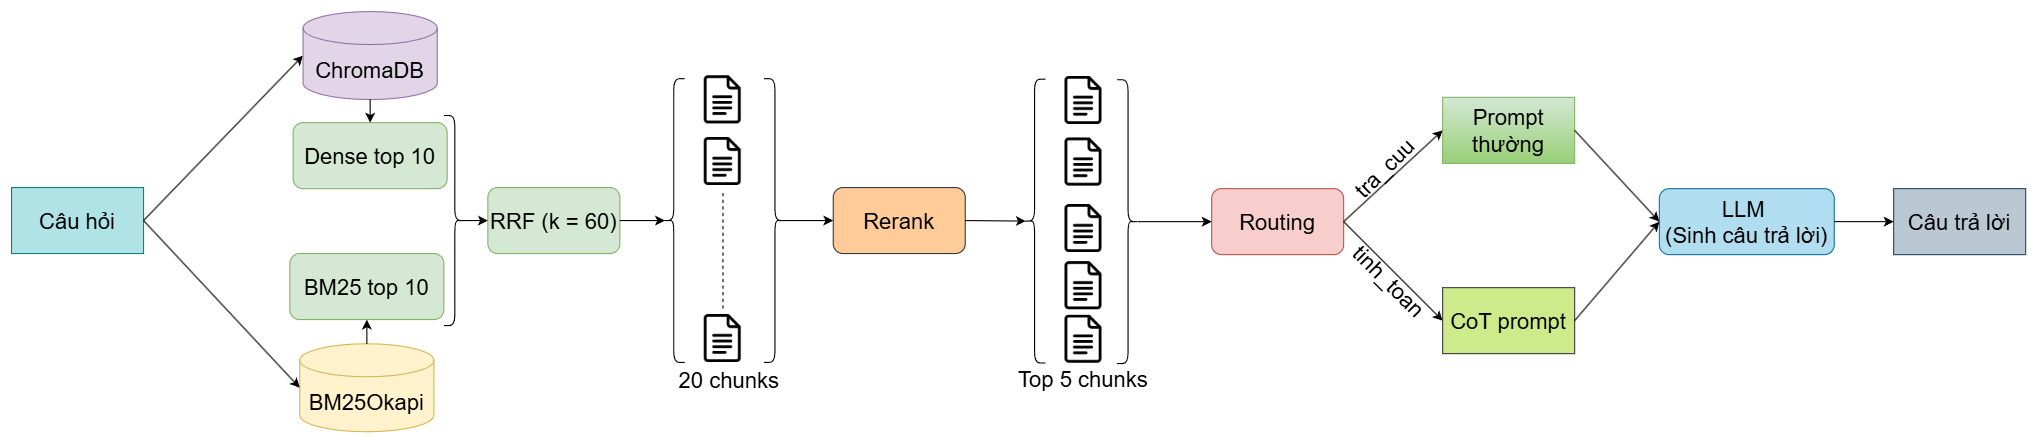 Câu hỏi
ChromaDB
Dense top 10
BM25 top 10
BM25Okapi
RRF (k = 60)
20 chunks
Rerank
Top 5 chunks
Routing
tra_cuu
tinh_toan
Prompt
thường
CoT prompt
LLM
(Sinh câu trả lời)
Câu trả lời